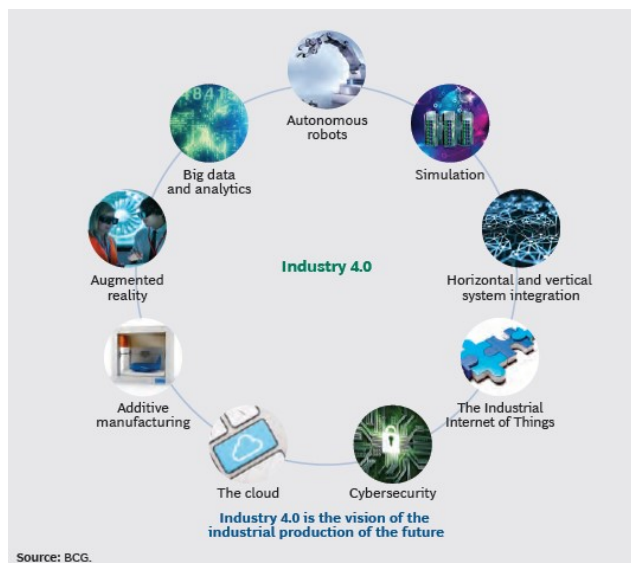 Autonomous
robots
Simulation
Horizontal and vertical
system integration
The Industrial
Internet of Things
Cybersecurity
The cloud
Additive
manufacturing
Augmented
reality
Big data
and analytics
Industry 4.0
Industry 4.0 is the vision of the
industrial production of the future
Source: BCG.